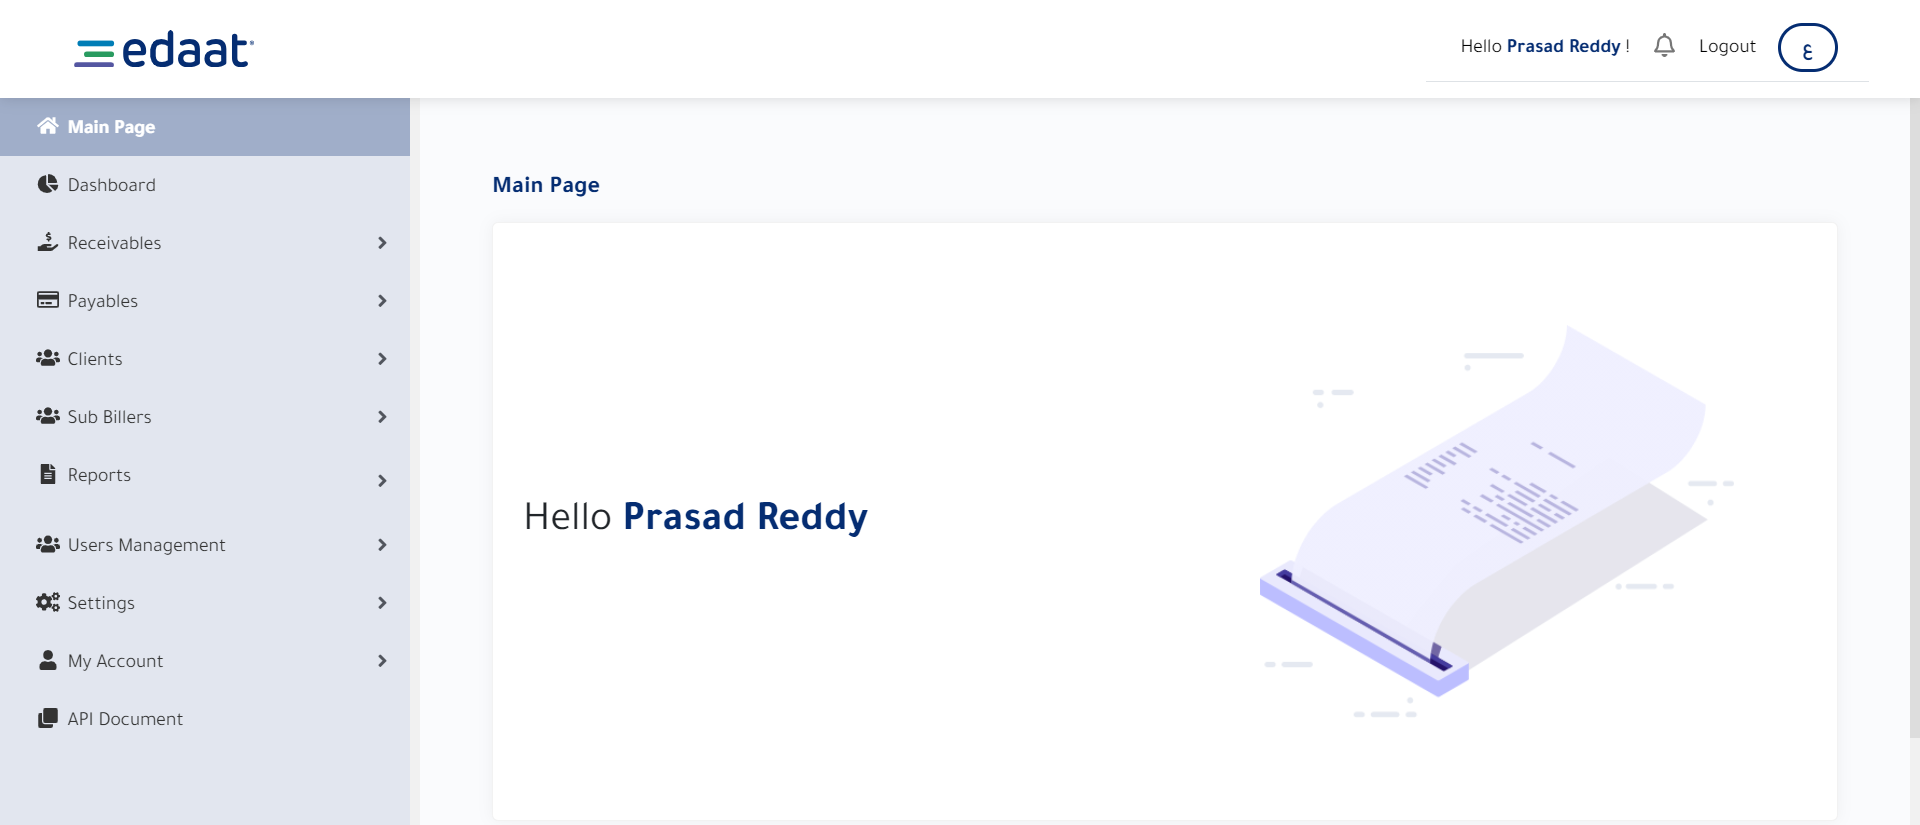 edaat
Hello Prasad Reddy !
Logout
ع
Main Page
Dashboard
Receivables
Payables
Clients
Sub Billers
Reports
Users Management
Settings
My Account
API Document
Main Page
Hello Prasad Reddy